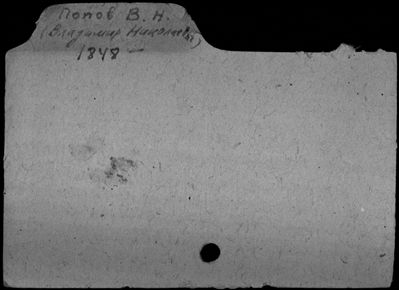 Попов В. Н.
(Владимир Николаевич)
1848 –